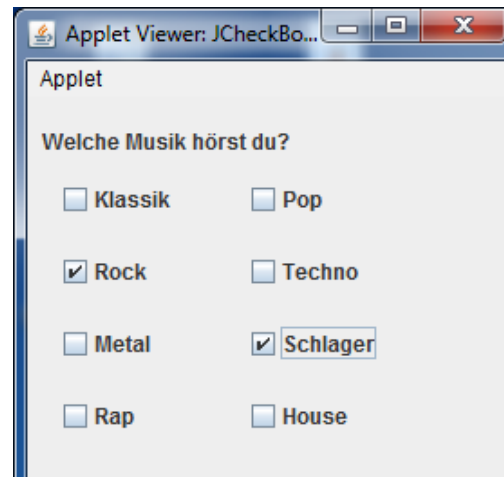 Applet Viewer: JCheckBo...
Applet
Welche Musik hörst du?
Klassik Pop
Rock Techno
Metal Schlager
Rap House